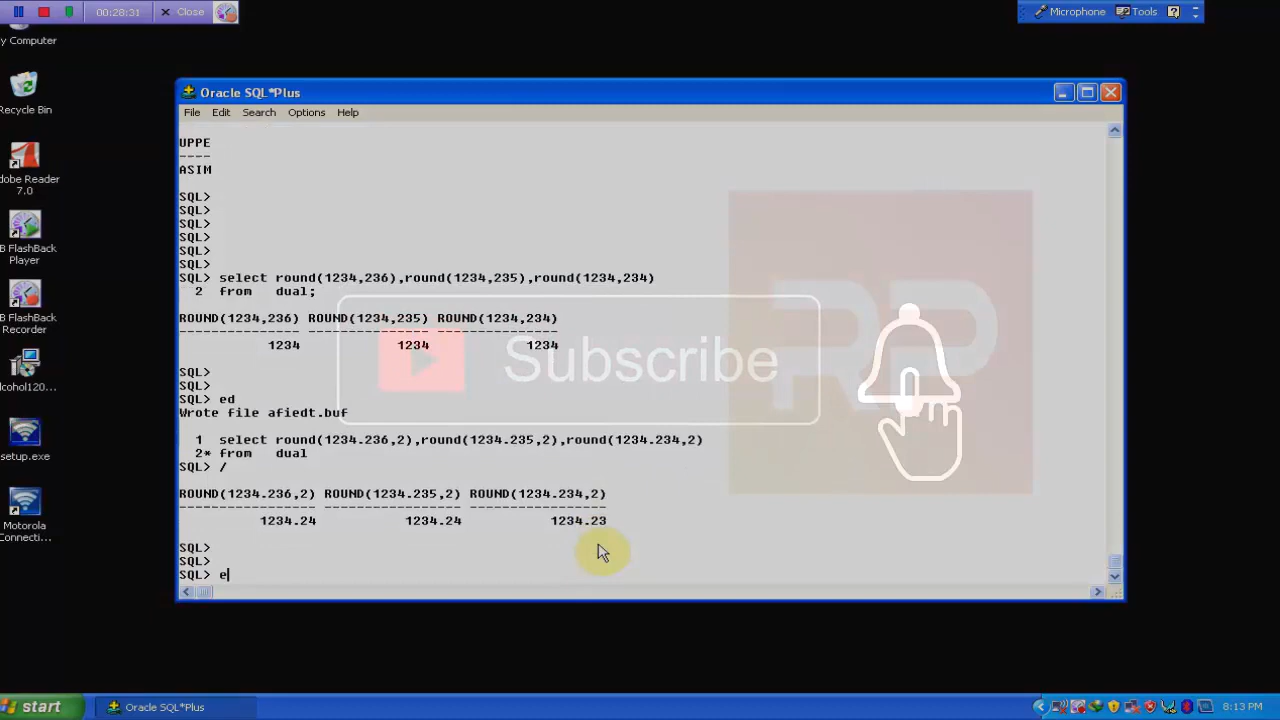 00:28:31 Close
Microphone Tools
y Computer
Recycle Bin
dobe Reader
7.0
B FlashBack
Player
B FlashBack
Recorder
lcohol120...
setup.exe
Motorola
Connecti...
Oracle SQL*Plus
File Edit Search Options Help
UPPE
----
ASIM
SQL>
SQL>
SQL>
SQL>
SQL>
SQL>
SQL> select round(1234,236),round(1234,235),round(1234,234)
2 from dual;
ROUND(1234,236) ROUND(1234,235) ROUND(1234,234)
--------------- --------------- ---------------
1234 1234 1234
SQL>
SQL>
SQL> ed
Wrote file afiedt.buf
1 select round(1234.236,2),round(1234.235,2),round(1234.234,2)
2* from dual
SQL> /
ROUND(1234.236,2) ROUND(1234.235,2) ROUND(1234.234,2)
----------------- ----------------- -----------------
1234.24 1234.24 1234.23
SQL>
SQL>
SQL> e
Subscribe
RP
start Oracle SQL*Plus 8:13 PM